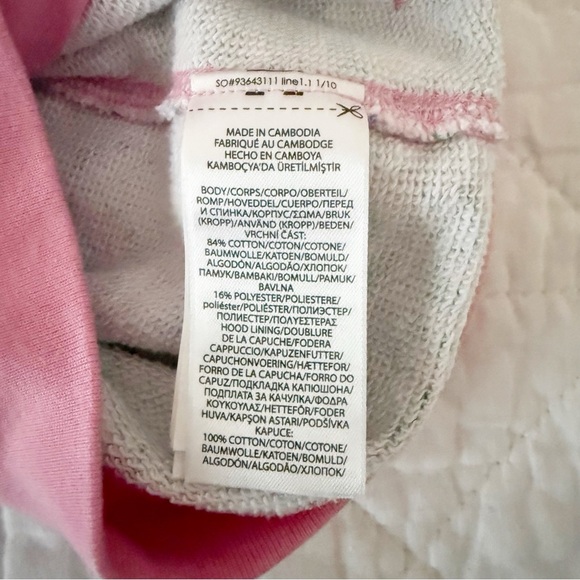 SO#93643111 line1.1 1/10
MADE IN CAMBODIA
FABRIQUÉ AU CAMBODGE
HECHO EN CAMBOYA
KAMBOÇYA'DA ÜRETİLMİŞTİR
BODY/CORPS/CORPO/OBERTEIL/
ROMP/HOVEDDEL/CUERPO/ПЕРЕД
И СПИНКА/КОРПУС/ΣΩΜΑ/BRUK
(KROPP)/ANVÄND (KROPP)/BEDEN/
VRCHNÍ ČÁST:
84% COTTON/COTON/COTONE/
BAUMWOLLE/KATOEN/BOMULD/
ALGODÓN/ALGODÃO/ХЛОПОК/
ПАМУК/BAMBAKI/BOMULL/PAMUK/
BAVLNA
16% POLYESTER/POLIESTERE/
poliéster/POLIÉSTER/ПОЛИЭСТЕР/
ПОЛИЕСТЕР/ΠΟΛΥΕΣΤΕΡΑΣ
HOOD LINING/DOUBLURE
DE LA CAPUCHE/FODERA
CAPPUCCIO/KAPUZENFUTTER/
CAPUCHONVOERING/HÆTTEFOR/
FORRO DE LA CAPUCHA/FORRO DO
CAPUZ/ПОДКЛАДКА КАПЮШОНА/
ПОДПЛАТА ЗА КАЧУЛКА/ΦΟΔΡΑ
ΚΟΥΚΟΥΛΑΣ/HETTEFÔR/FODER
HUVA/KAPŞON ASTARI/PODŠÍVKA
KAPUCE:
100% COTTON/COTON/COTONE/
BAUMWOLLE/KATOEN/BOMULD/
ALGODÓN/ALGODÃO/ХЛОПОК/